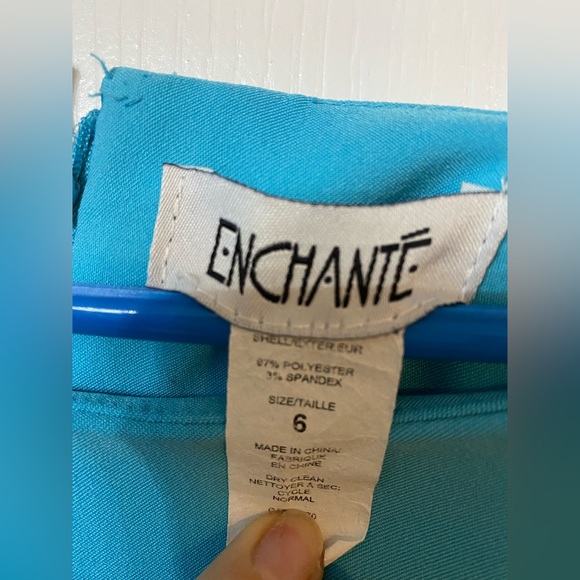 ENCHANTÉ
SHELL/EXTERIEUR
97% POLYESTER
3% SPANDEX
SIZE/TAILLE
6
MADE IN CHINA/
FABRIQUE
EN CHINE
DRY CLEAN
NETTOYER A SEC;
CYCLE
NORMAL